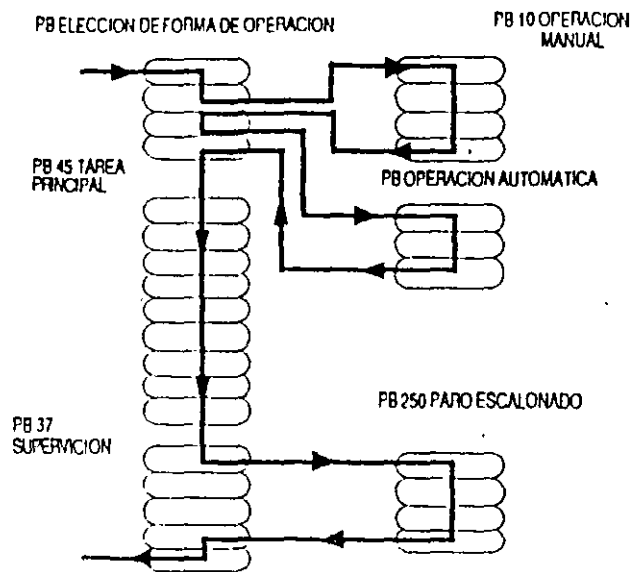 PB ELECCION DE FORMA DE OPERACION
PB 10 OPERACION
MANUAL
PB 45 TAREA
PRINCIPAL
PB OPERACION AUTOMATICA
PB 250 PARO ESCALONADO
PB 37
SUPERVICION